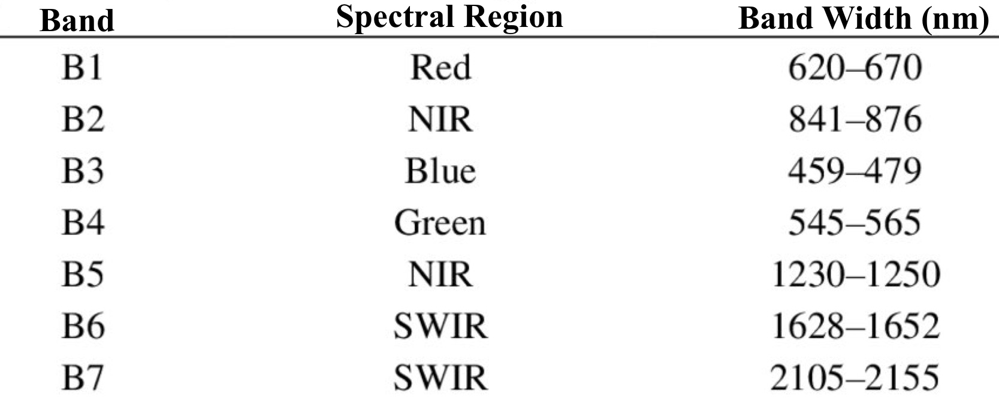 Band Spectral Region Band Width (nm)
B1 Red 620–670
B2 NIR 841–876
B3 Blue 459–479
B4 Green 545–565
B5 NIR 1230–1250
B6 SWIR 1628–1652
B7 SWIR 2105–2155